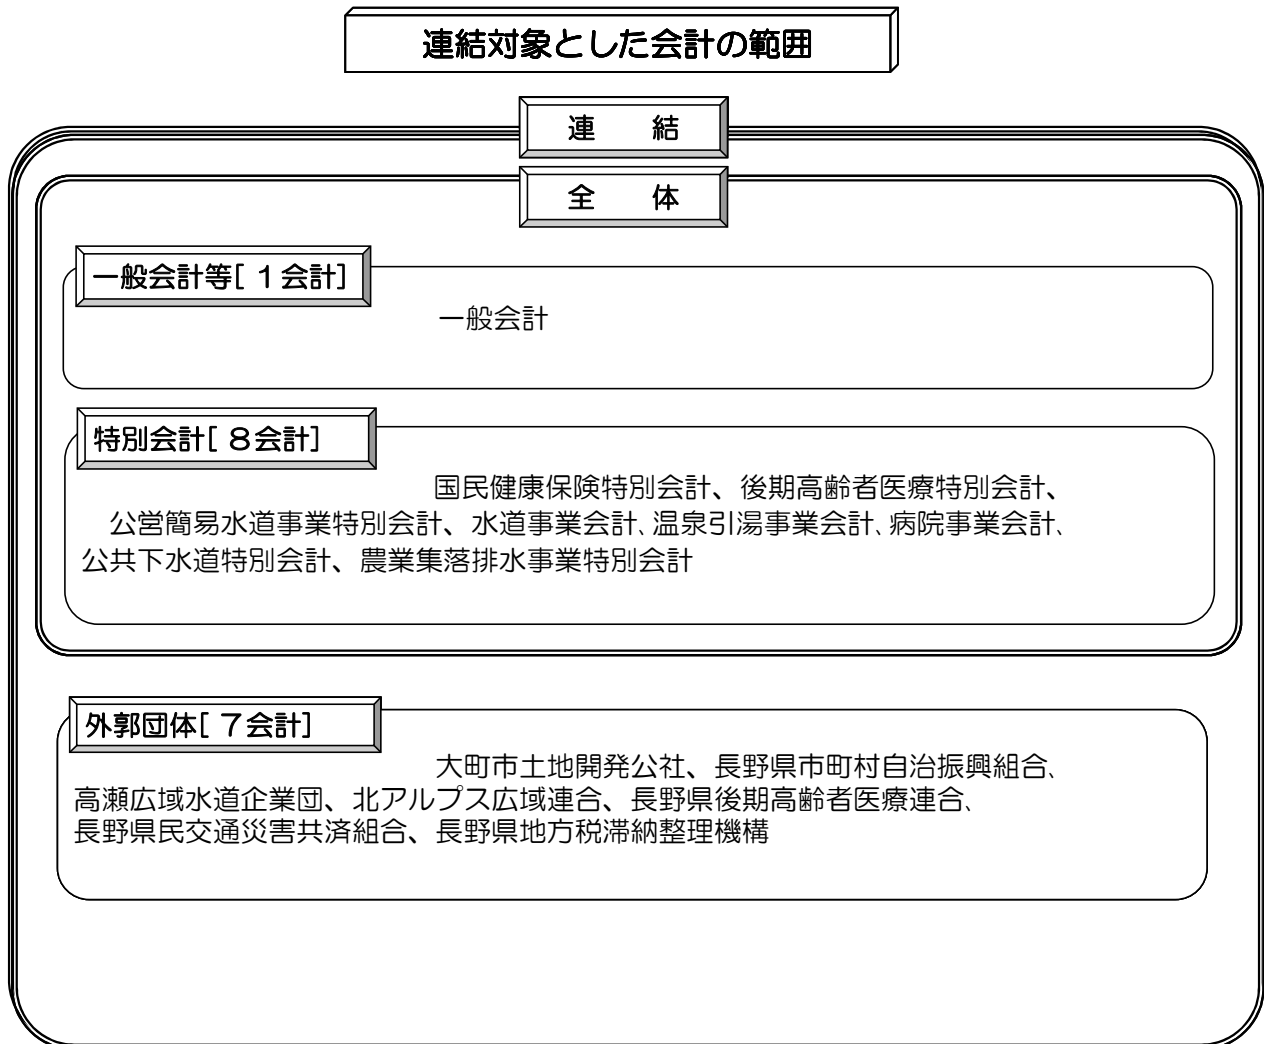 連結対象とした会計の範囲
連　結
全　体
一般会計等[ 1会計]
一般会計
特別会計[ 8会計]
国民健康保険特別会計、後期高齢者医療特別会計、
公営簡易水道事業特別会計、水道事業会計、温泉引湯事業会計、病院事業会計、
公共下水道特別会計、農業集落排水事業特別会計
外郭団体[ 7会計]
大町市土地開発公社、長野県市町村自治振興組合、
高瀬広域水道企業団、北アルプス広域連合、長野県後期高齢者医療連合、
長野県民交通災害共済組合、長野県地方税滞納整理機構